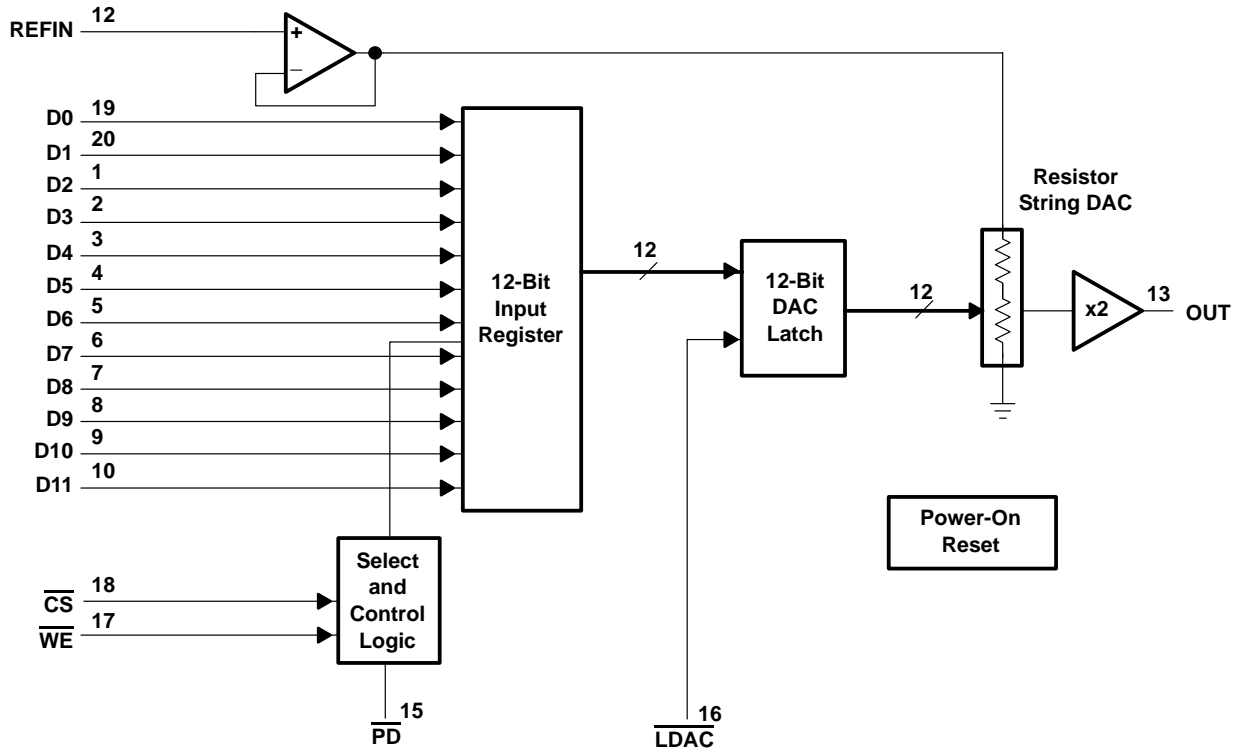 REFIN 12
+
−
D0 19
D1 20
D2 1
D3 2
D4 3
D5 4
D6 5
D7 6
D8 7
D9 8
D10 9
D11 10
12-Bit
Input
Register
12
12-Bit
DAC
Latch
12
Resistor
String DAC
x2
13 OUT
Power-On
Reset
Select
and
Control
Logic
CS 18
WE 17
PD 15
LDAC 16